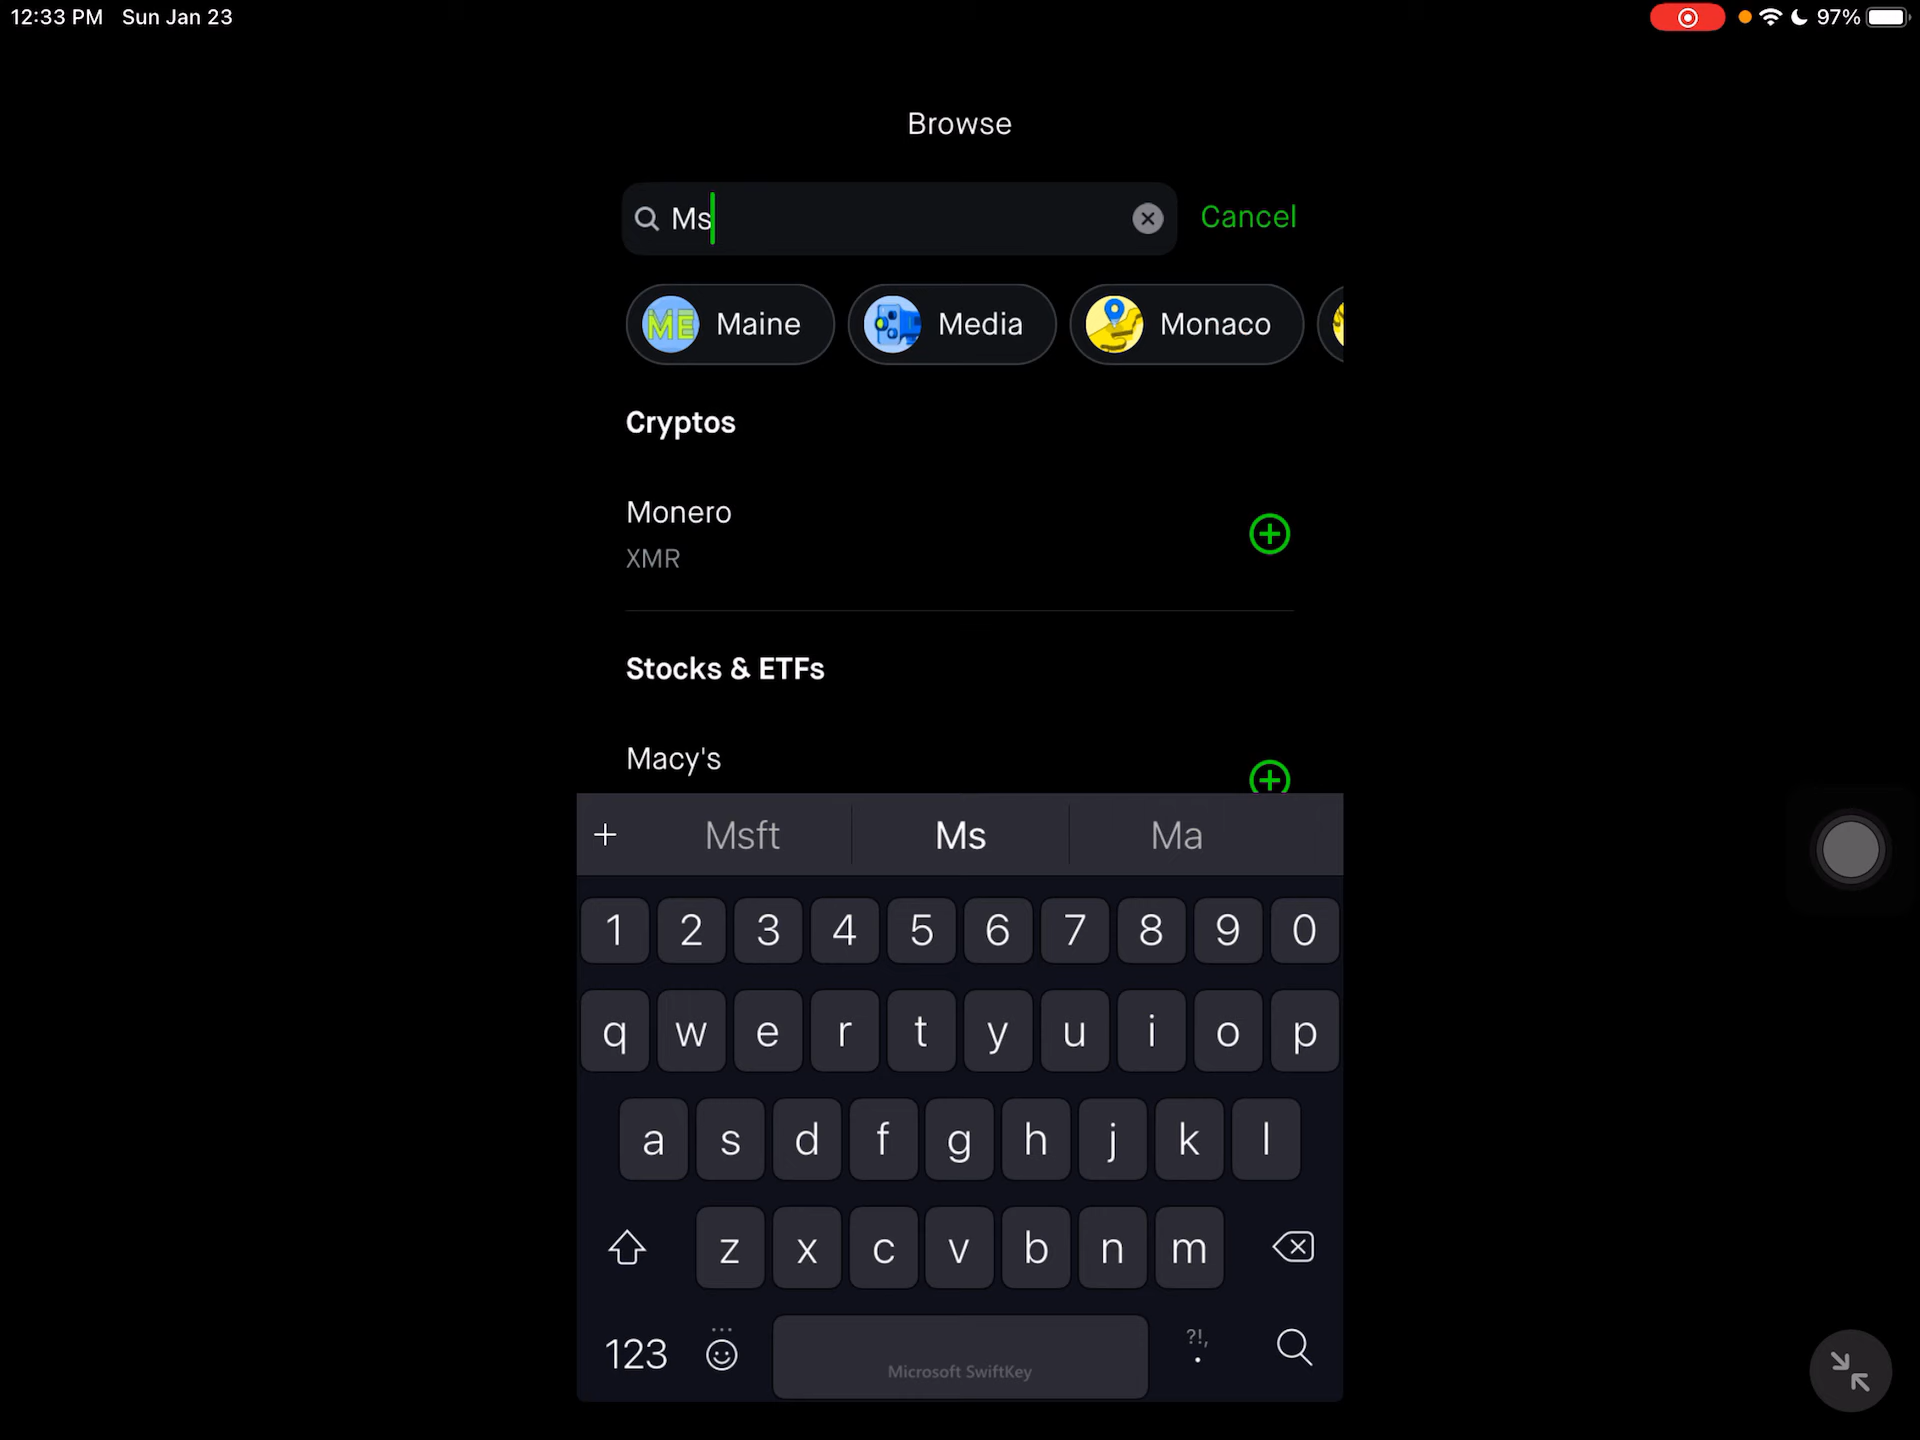 12:33 PM Sun Jan 23 97%
Browse
Ms Cancel
ME Maine Media Monaco
Cryptos
Monero
XMR
Stocks & ETFs
Macy's
+ Msft Ms Ma
1 2 3 4 5 6 7 8 9 0
q w e r t y u i o p
a s d f g h j k l
z x c v b n m
123 ?!, .
Microsoft SwiftKey